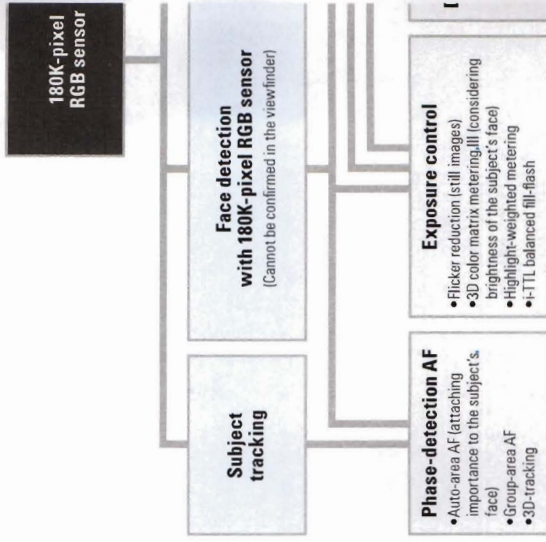 180K-pixel
RGB sensor
Subject
tracking
Face detection
with 180K-pixel RGB sensor
(Cannot be confirmed in the viewfinder)
Phase-detection AF
•Auto-area AF (attaching
importance to the subject's
face)
•Group-area AF
•3D-tracking
Exposure control
•Flicker reduction (still images)
•3D color matrix metering III (considering
brightness of the subject's face)
•Highlight-weighted metering
•i-TTL balanced fill-flash